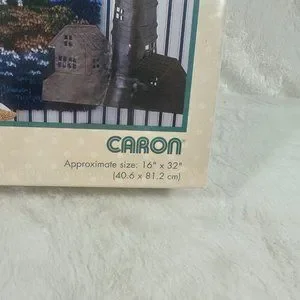 CARON®
Approximate size: 16" x 32"
(40.6 x 81.2 cm)